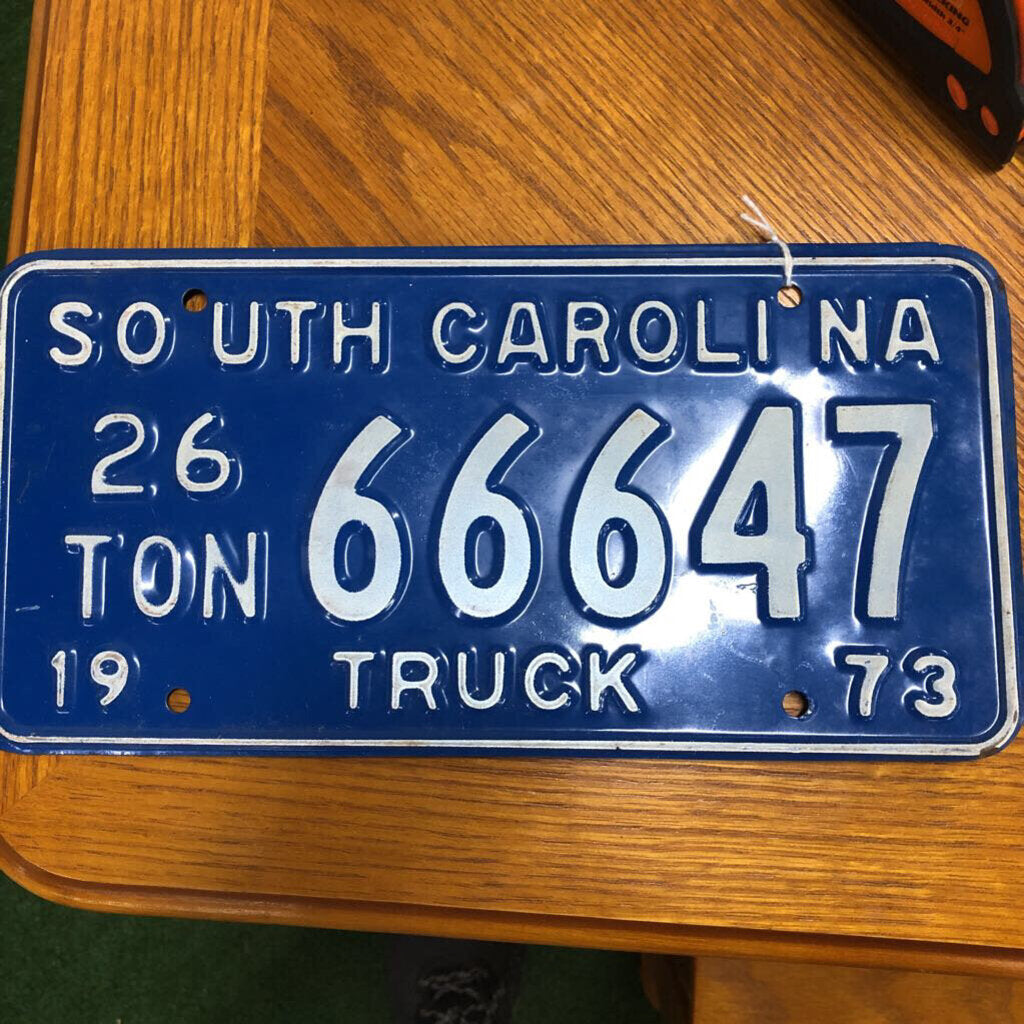 SOUTH CAROLINA
26 TON 66647
19 TRUCK 73